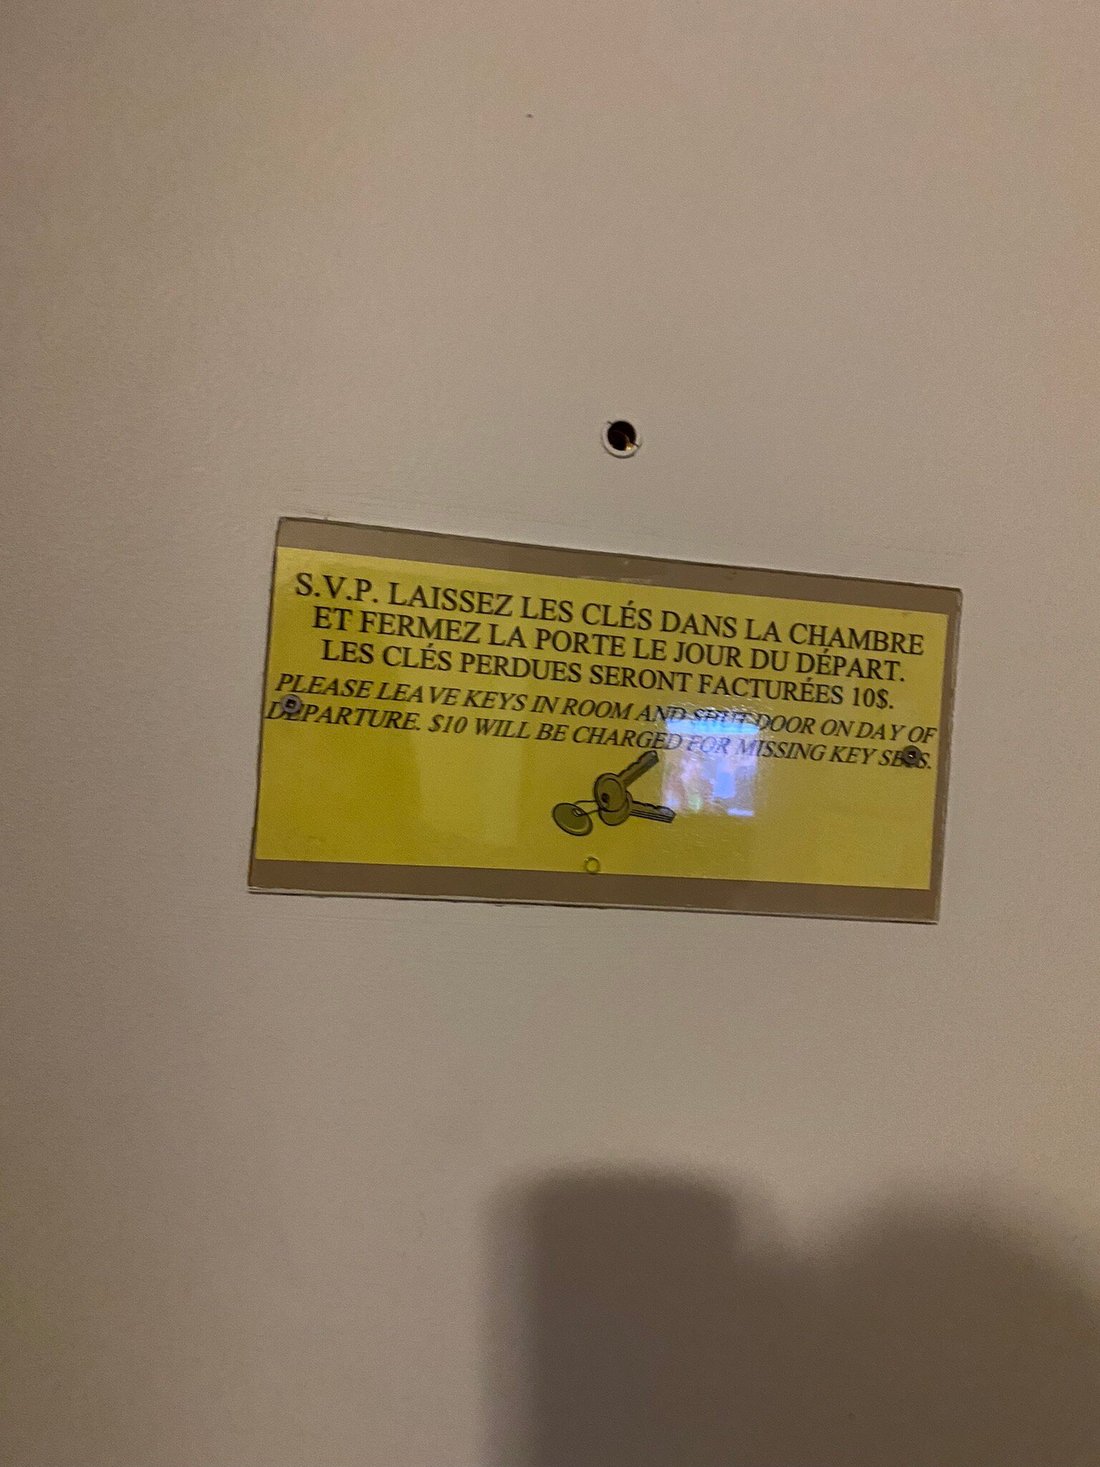 S.V.P. LAISSEZ LES CLÉS DANS LA CHAMBRE
ET FERMEZ LA PORTE LE JOUR DU DÉPART.
LES CLÉS PERDUES SERONT FACTURÉES 10$.
PLEASE LEAVE KEYS IN ROOM AND SHUT DOOR ON DAY OF
DEPARTURE. $10 WILL BE CHARGED FOR MISSING KEY SETS.